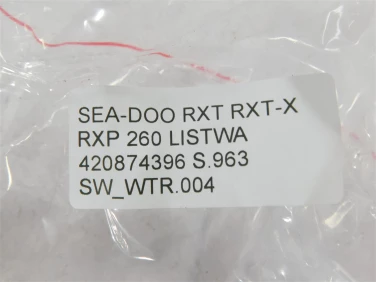 SEA-DOO RXT RXT-X
RXP 260 LISTWA
420874396 S.963
SW_WTR.004